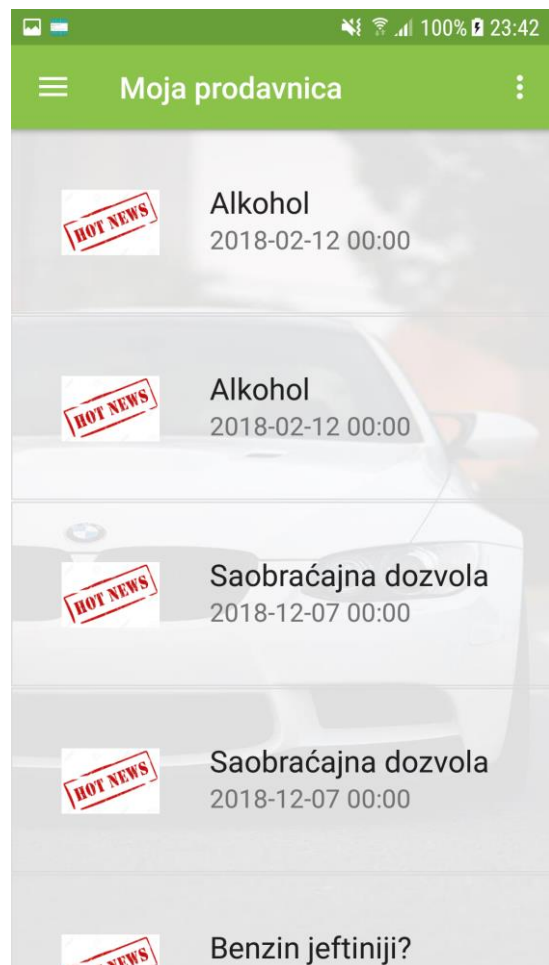 100% 23:42
Moja prodavnica
HOT NEWS
Alkohol
2018-02-12 00:00
HOT NEWS
Alkohol
2018-02-12 00:00
HOT NEWS
Saobraćajna dozvola
2018-12-07 00:00
HOT NEWS
Saobraćajna dozvola
2018-12-07 00:00
NEWS
Benzin jeftiniji?